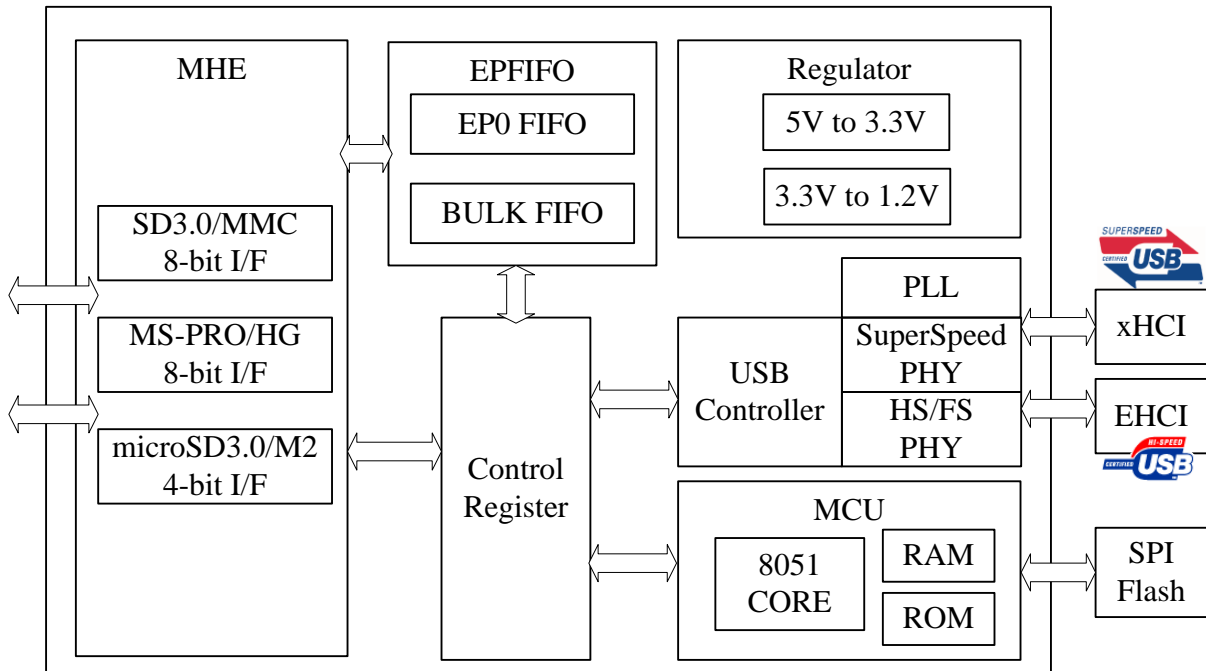 MHE
SD3.0/MMC
8-bit I/F
MS-PRO/HG
8-bit I/F
microSD3.0/M2
4-bit I/F
EPFIFO
EP0 FIFO
BULK FIFO
Control
Register
Regulator
5V to 3.3V
3.3V to 1.2V
USB
Controller
PLL
SuperSpeed
PHY
HS/FS
PHY
MCU
8051
CORE
RAM
ROM
SUPERSPEED
CERTIFIED USB
xHCI
EHCI
HI-SPEED
CERTIFIED USB
SPI
Flash